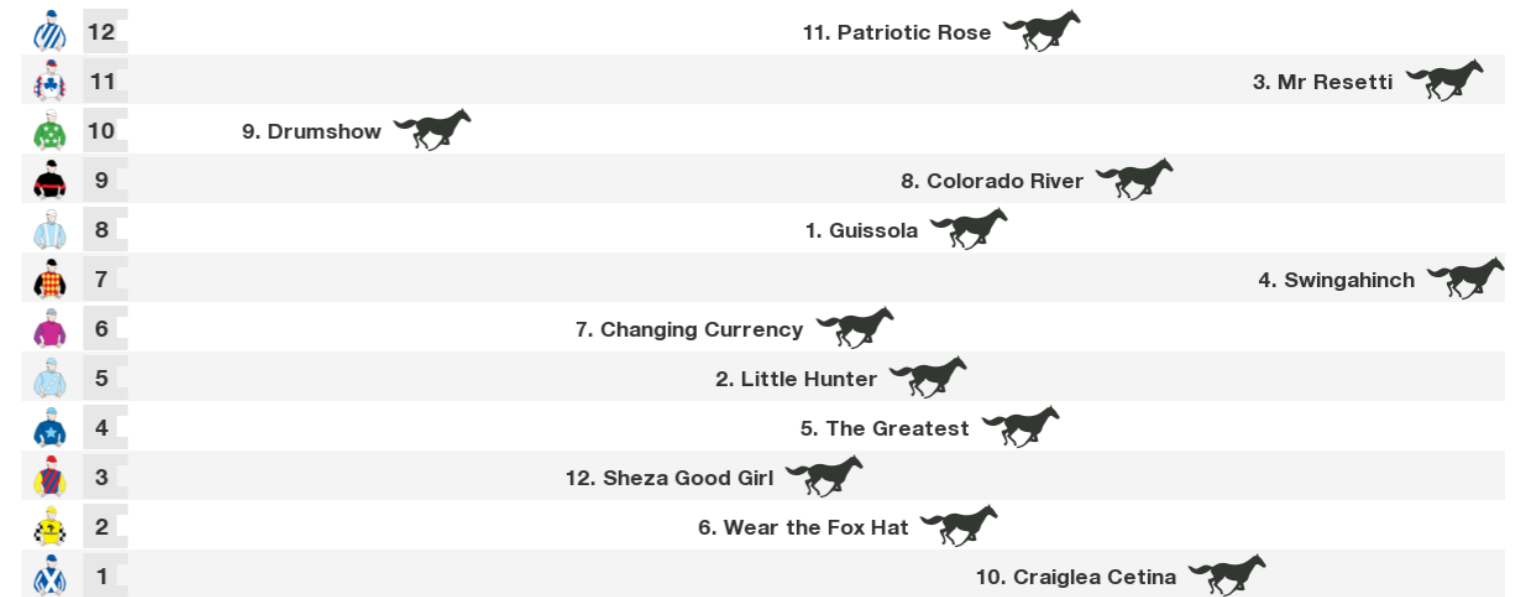 12 11. Patriotic Rose
11 3. Mr Resetti
10 9. Drumshow
9 8. Colorado River
8 1. Guissola
7 4. Swingahinch
6 7. Changing Currency
5 2. Little Hunter
4 5. The Greatest
3 12. Sheza Good Girl
2 6. Wear the Fox Hat
1 10. Craiglea Cetina